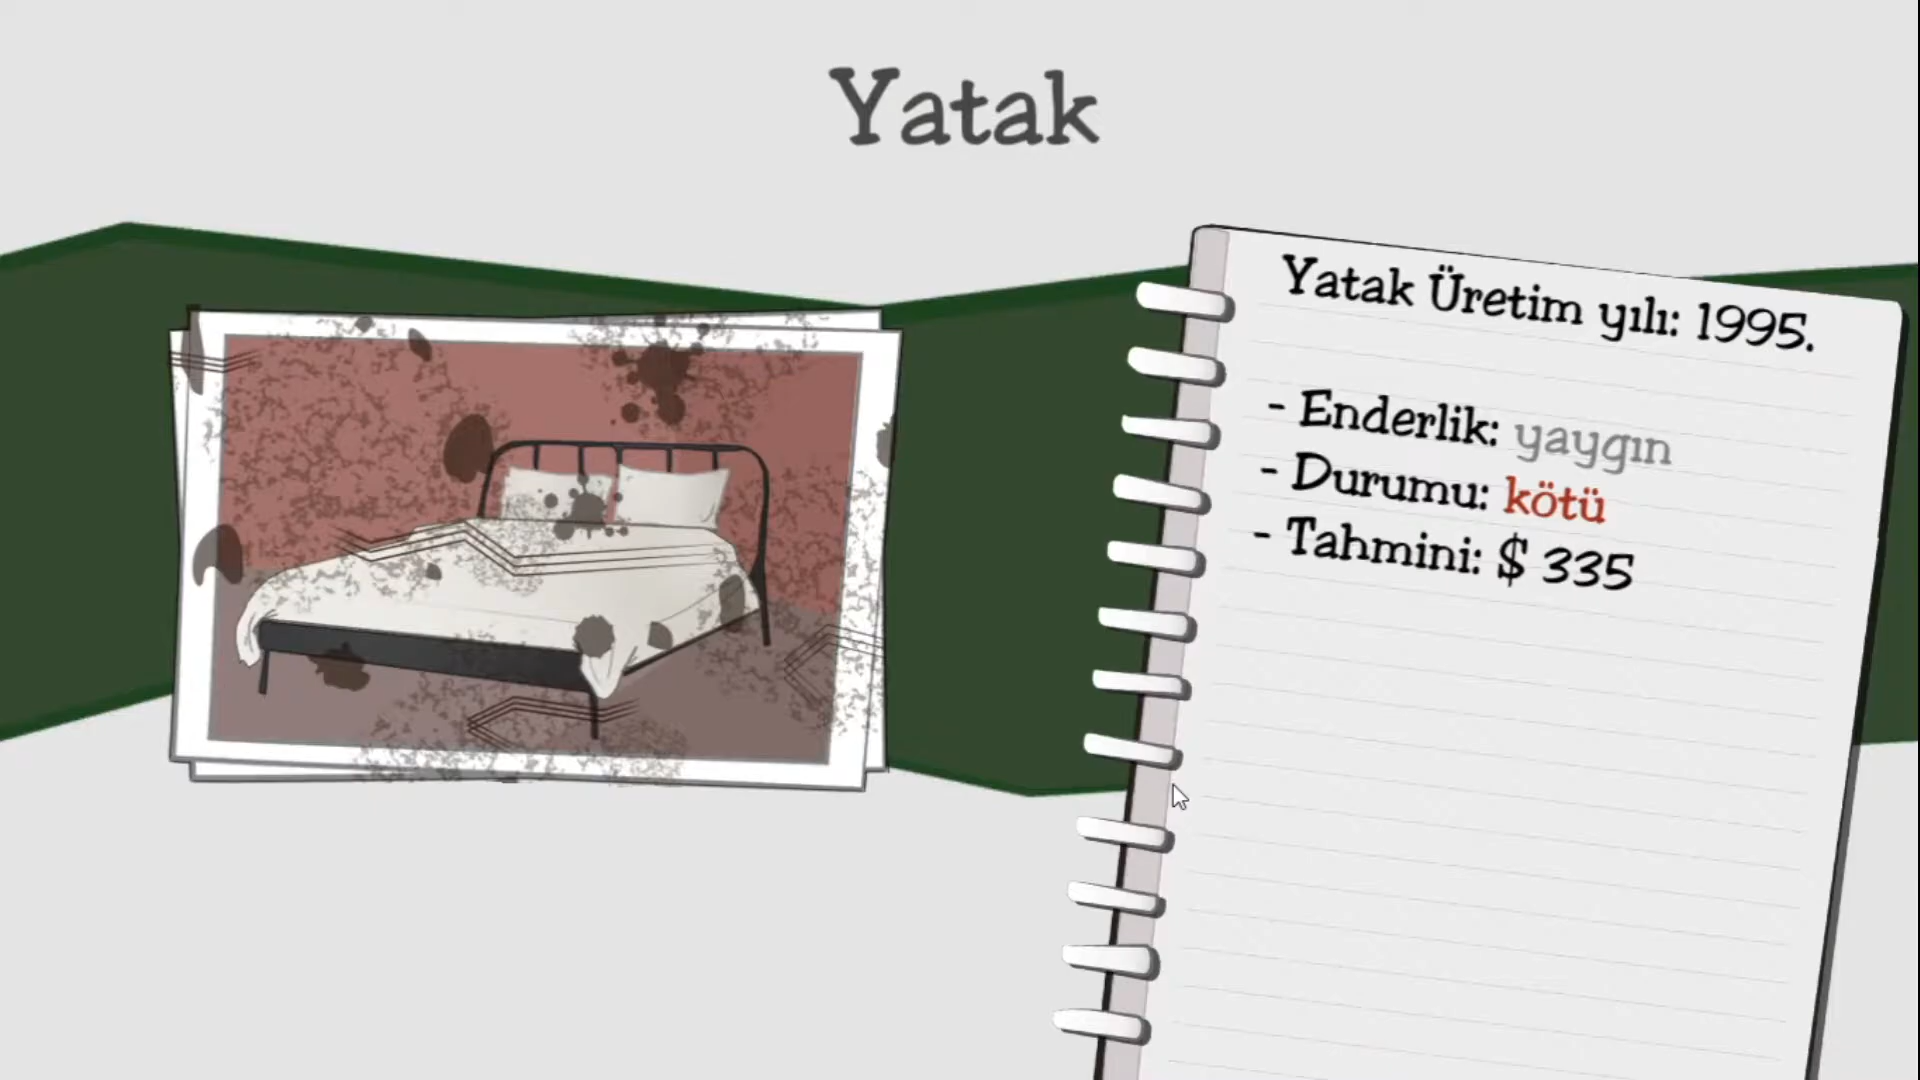 Yatak
Yatak Üretim yılı: 1995.
- Enderlik: yaygın
- Durumu: kötü
- Tahmini: $ 335